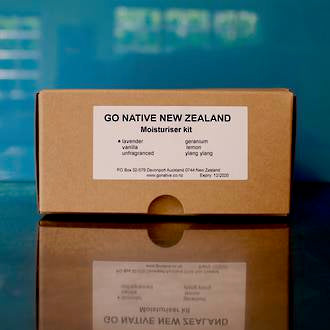 GO NATIVE NEW ZEALAND
Moisturiser kit
• lavender geranium
vanilla lemon
unfragranced ylang ylang
PO Box 32-079 Devonport Auckland 0744 New Zealand
www.gonative.co.nz Expiry: 12/2020